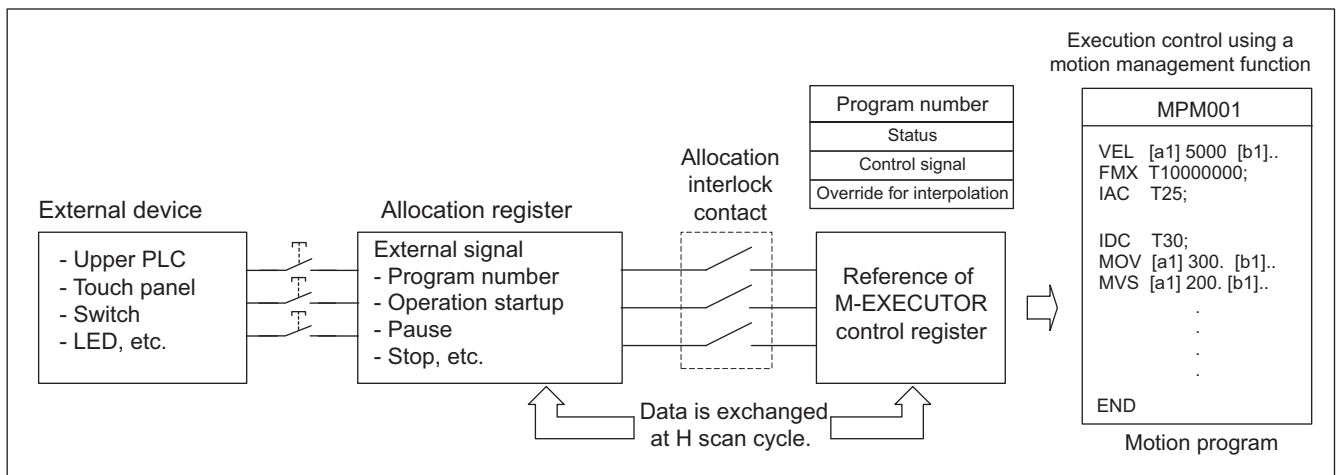 Execution control using a
motion management function
Program number
Status
Control signal
Override for interpolation
MPM001
VEL [a1] 5000 [b1]..
FMX T10000000;
IAC T25;
IDC T30;
MOV [a1] 300. [b1]..
MVS [a1] 200. [b1]..
.
.
.
.
.
END
Motion program
Allocation
interlock
contact
External device
- Upper PLC
- Touch panel
- Switch
- LED, etc.
Allocation register
External signal
- Program number
- Operation startup
- Pause
- Stop, etc.
Reference of
M-EXECUTOR
control register
Data is exchanged
at H scan cycle.